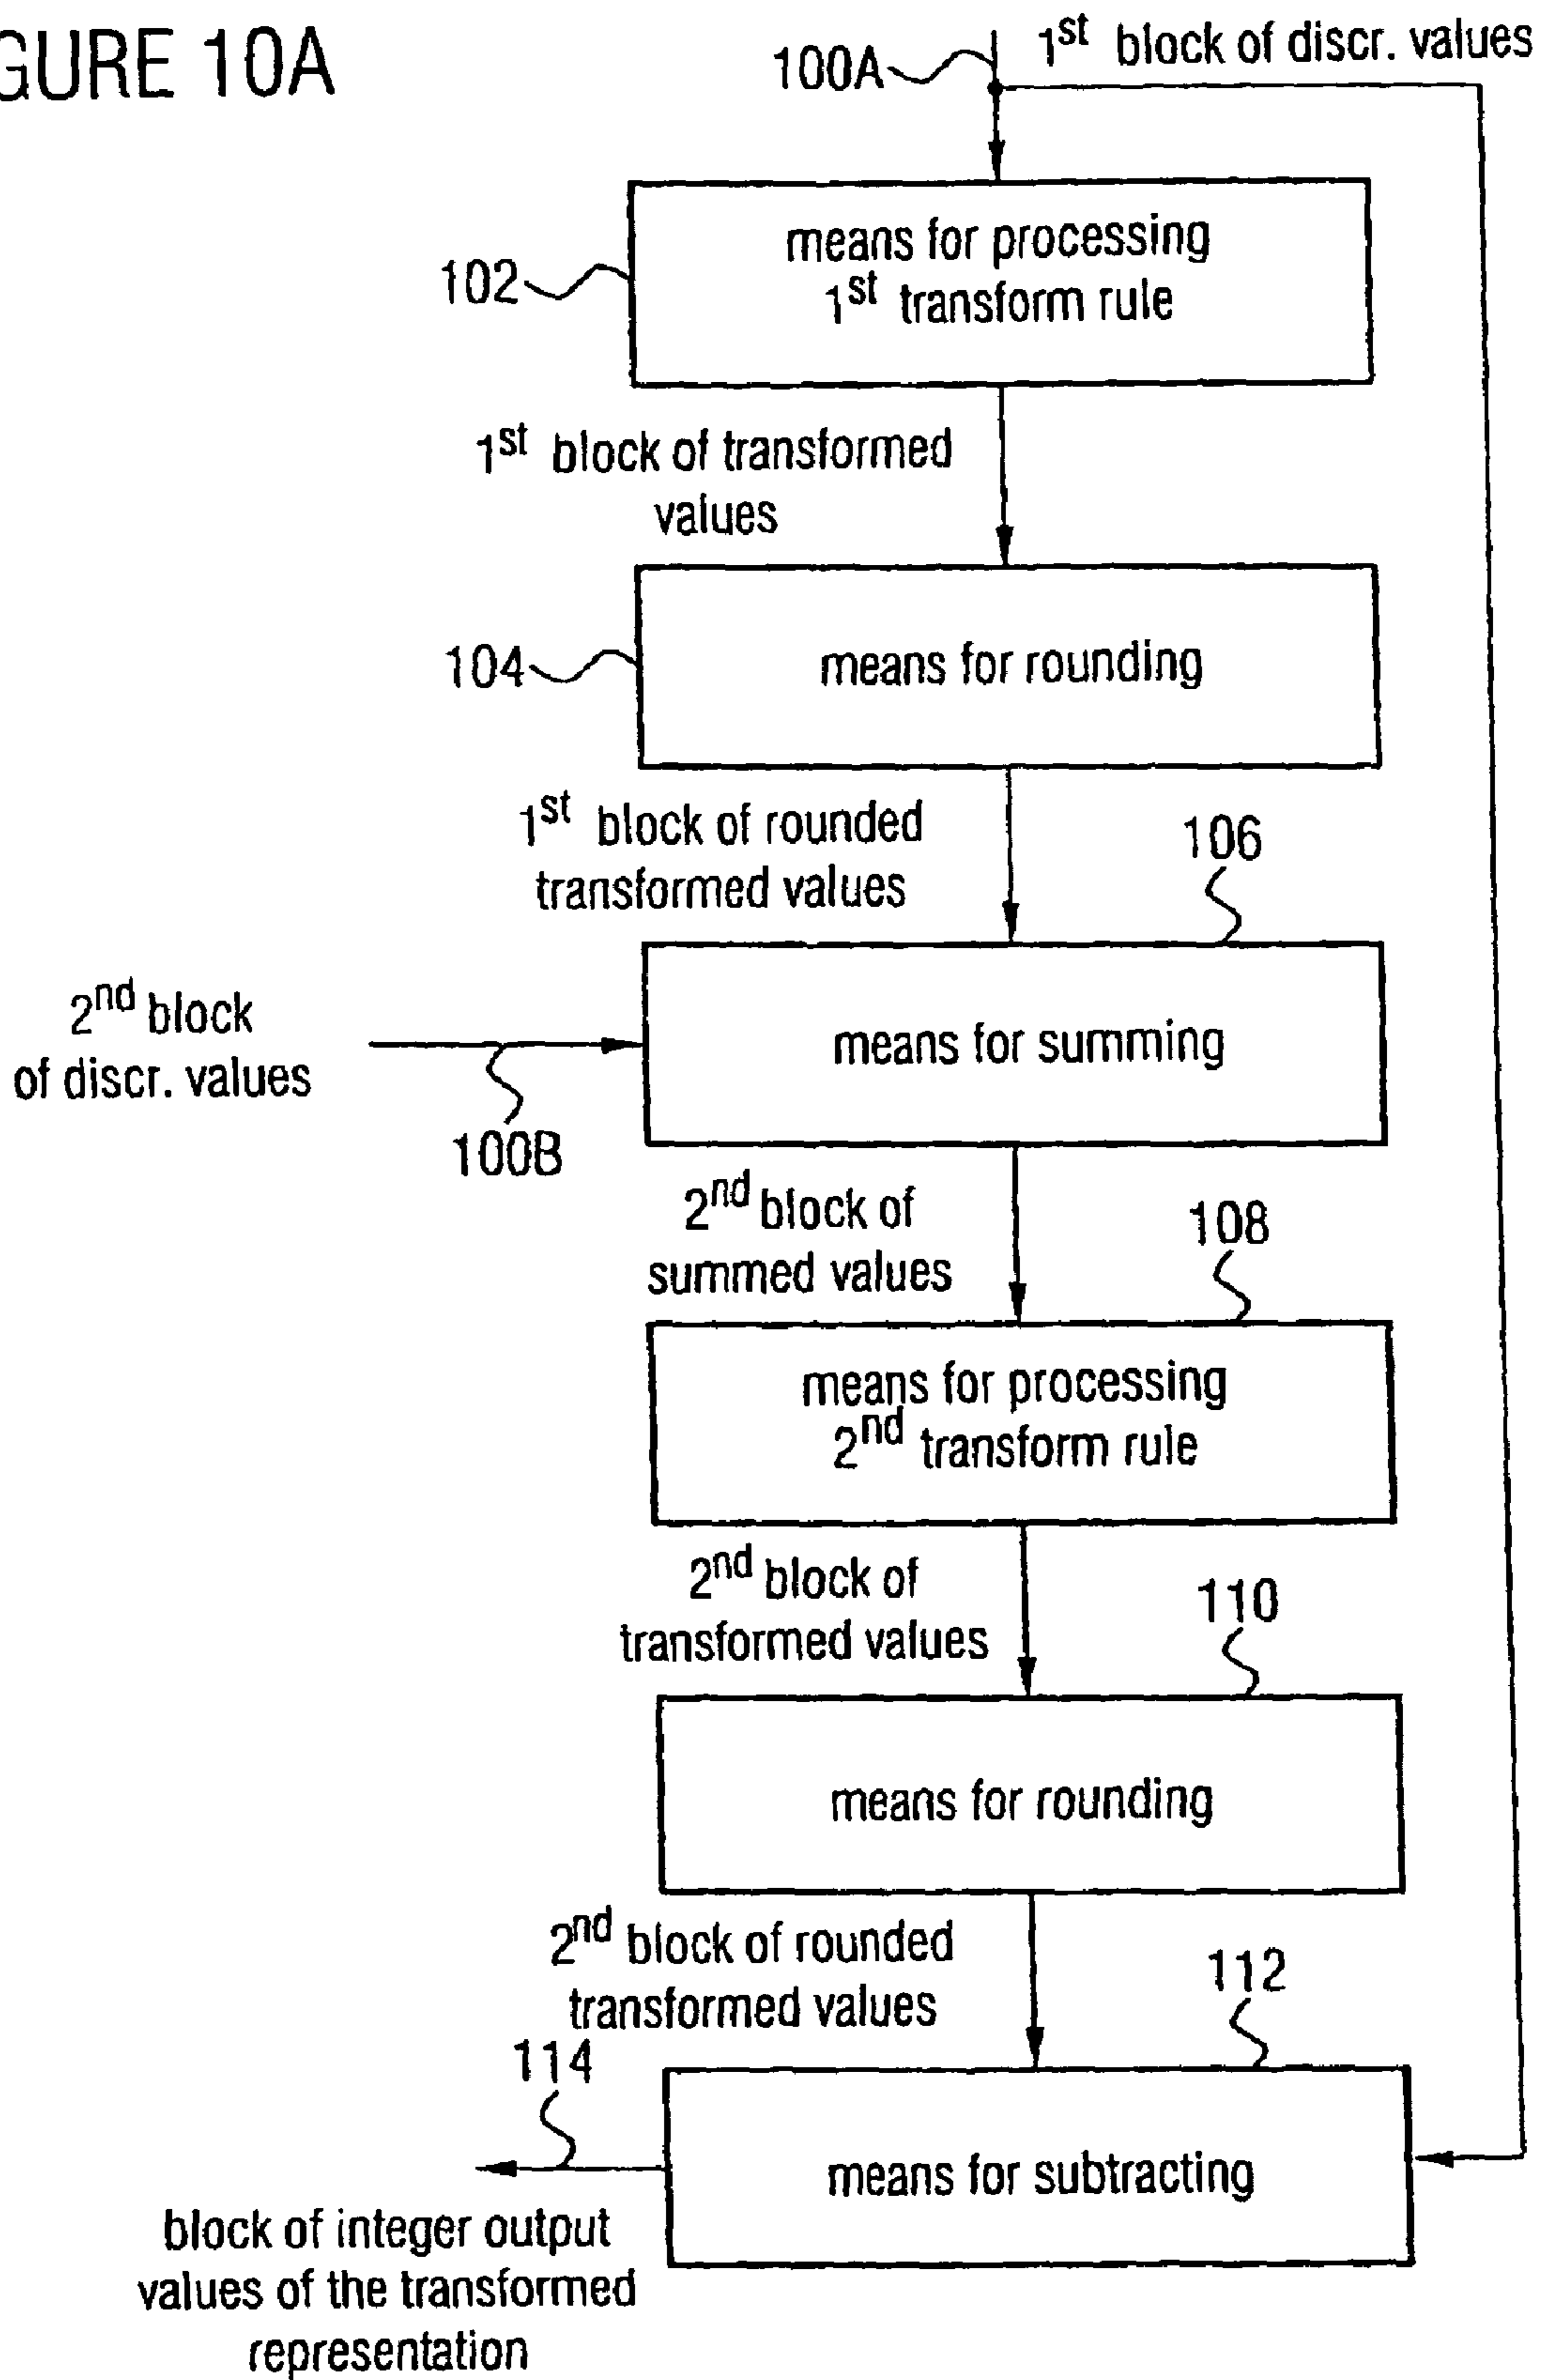 GURE 10A
100A
1st block of discr. values
means for processing
1st transform rule
102
1st block of transformed
values
means for rounding
104
1st block of rounded
transformed values
106
2nd block
of discr. values
means for summing
100B
2nd block of
summed values
108
means for processing
2nd transform rule
2nd block of
transformed values
110
means for rounding
2nd block of rounded
transformed values
112
114
means for subtracting
block of integer output
values of the transformed
representation